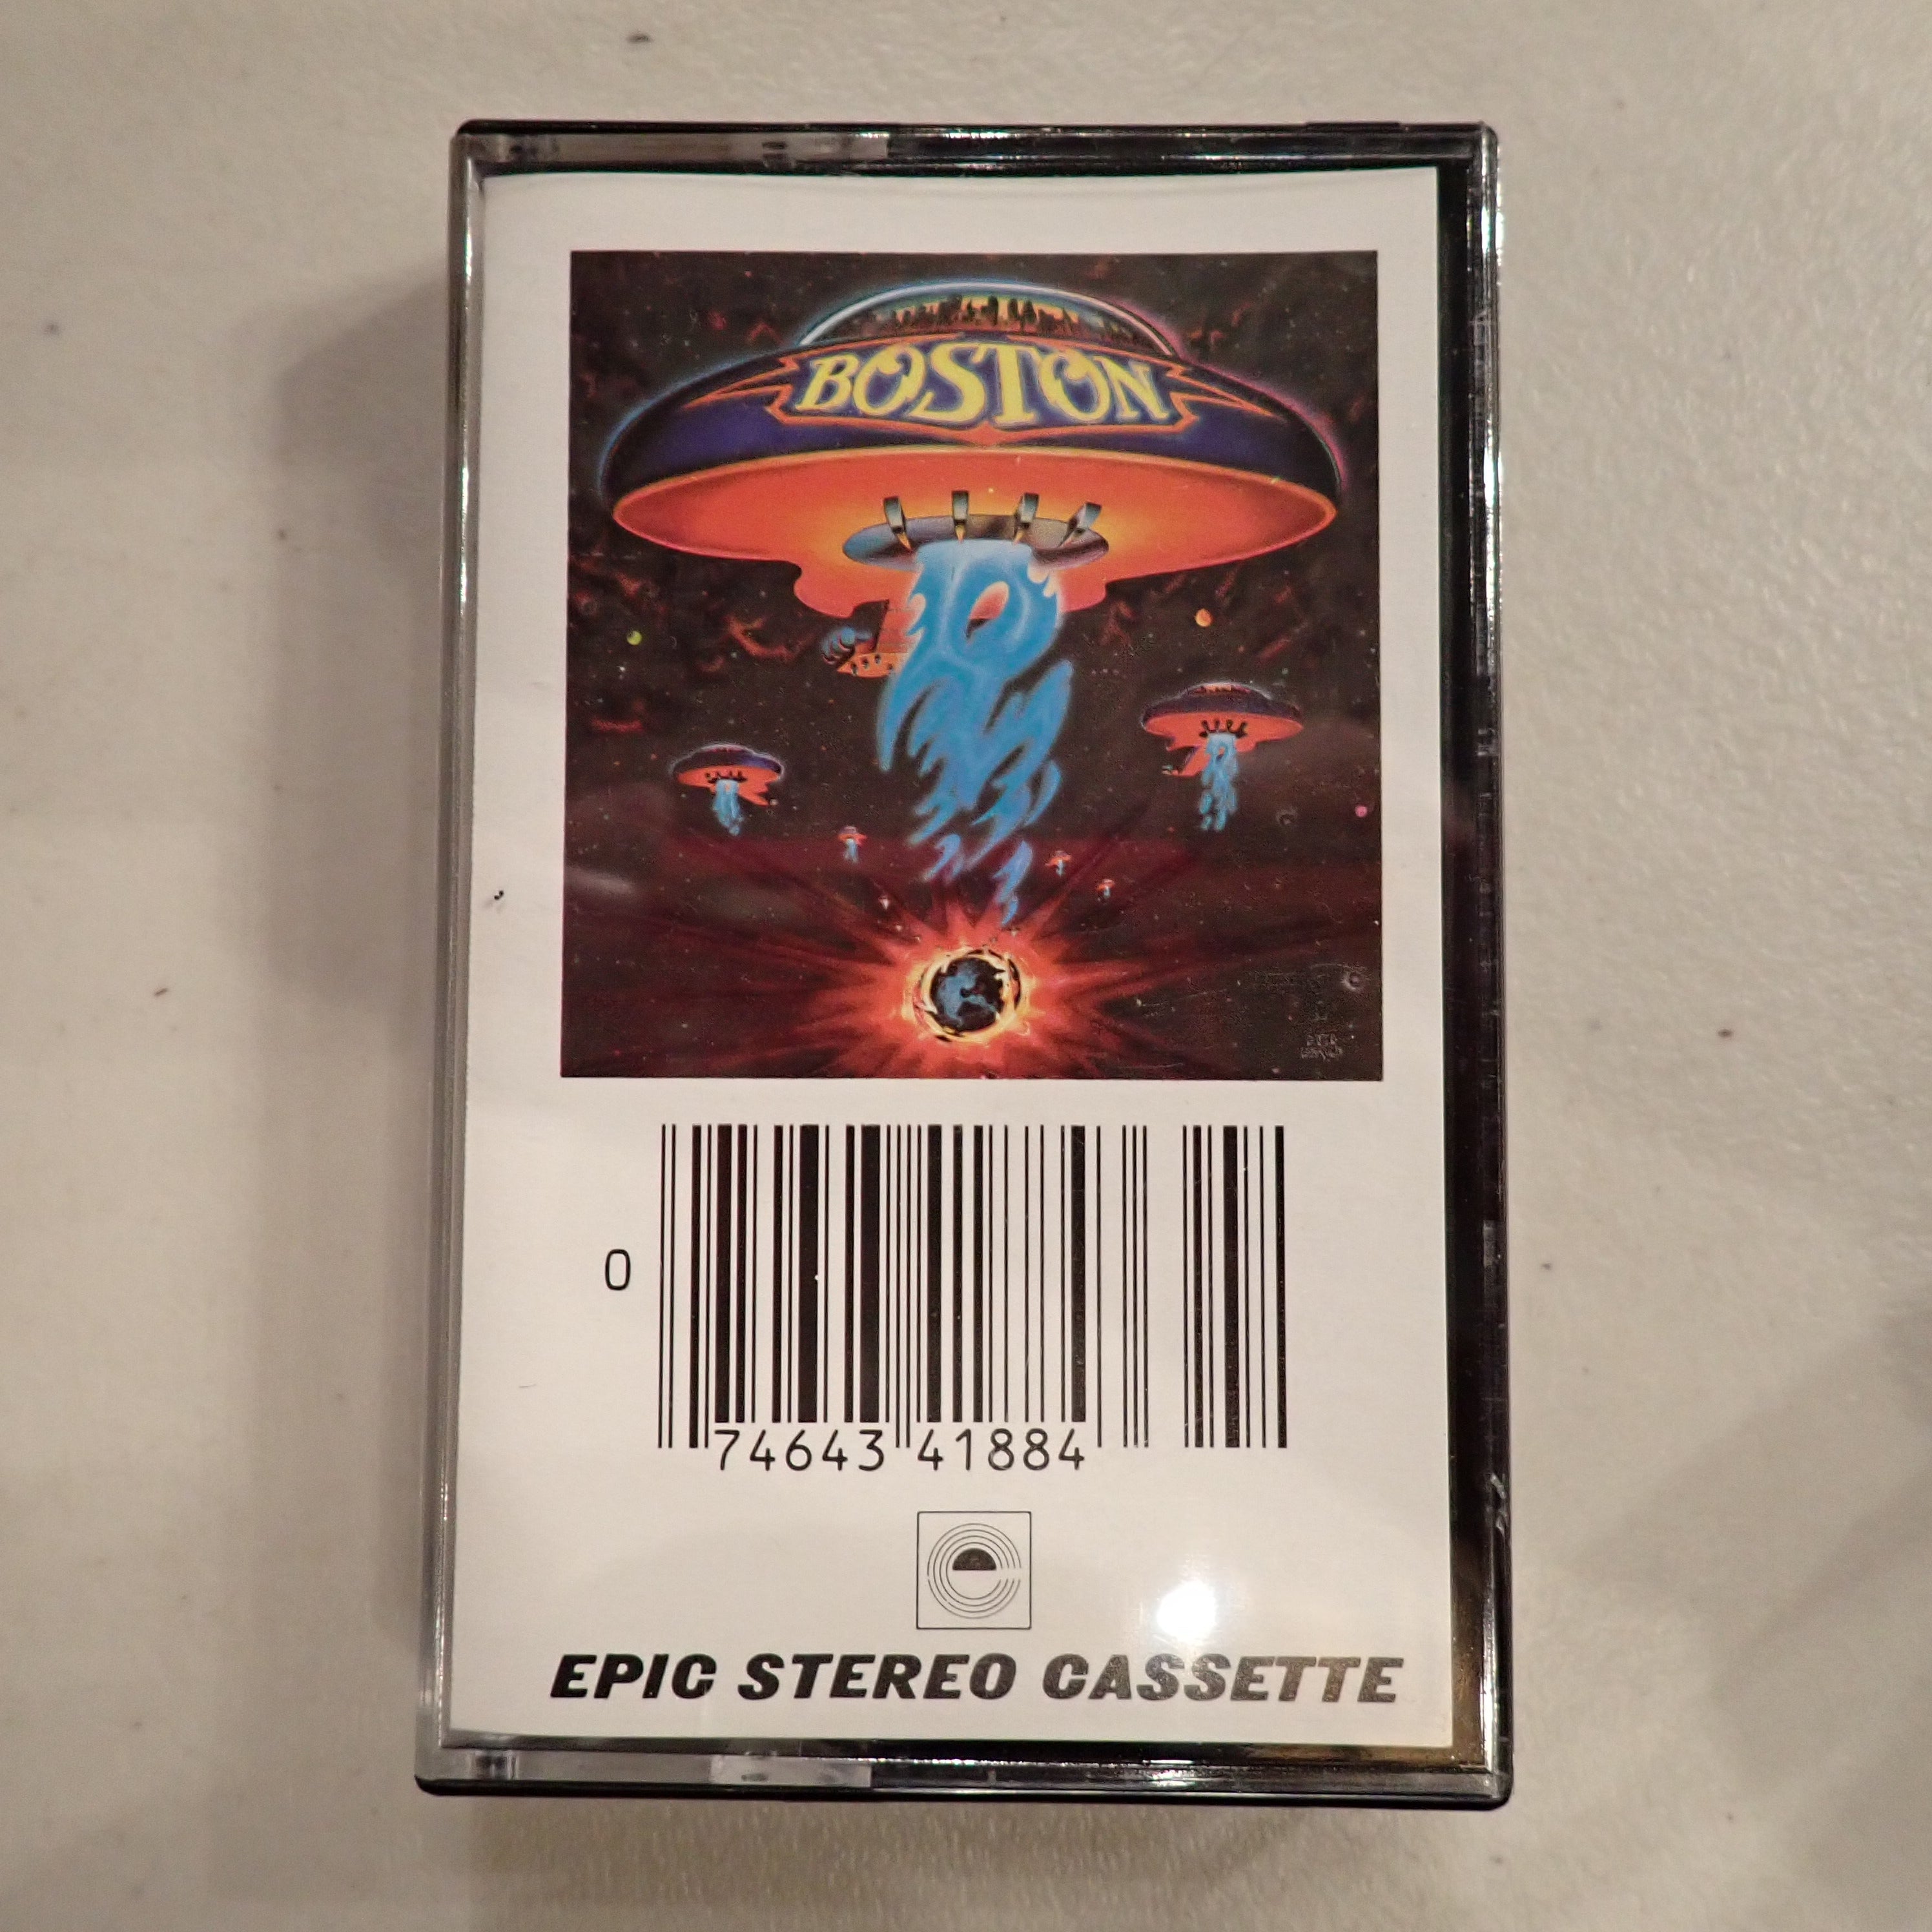 BOSTON
0
74643 41884
e
EPIC STEREO CASSETTE